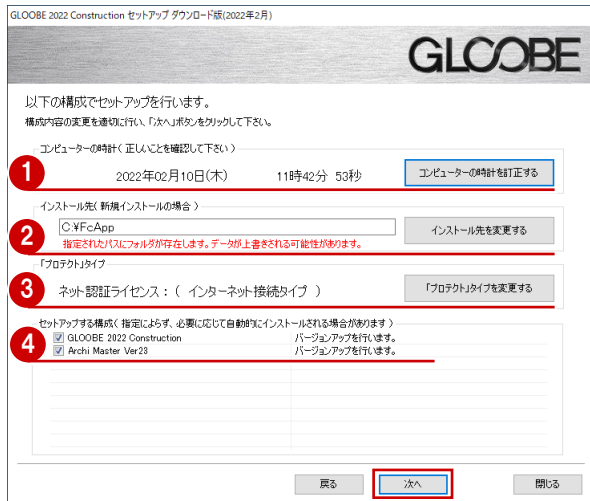 GLOOBE 2022 Construction セットアップ ダウンロード版(2022年2月)
GLOOBE
以下の構成でセットアップを行います。
構成内容の変更を適切に行い、「次へ」ボタンをクリックして下さい。
コンピューターの時計( 正しいことを確認して下さい )
1
2022年02月10日(木) 11時42分 53秒 コンピューターの時計を訂正する
インストール先( 新規インストールの場合 )
2
C:¥FcApp インストール先を変更する
指定されたパスにフォルダが存在します。データが上書きされる可能性があります。
「プロテクト」タイプ
3
ネット認証ライセンス : ( インターネット接続タイプ ) 「プロテクト」タイプを変更する
セットアップする構成( 指定によらず、必要に応じて自動的にインストールされる場合があります )
4
GLOOBE 2022 Construction バージョンアップを行います。
Archi Master Ver23 バージョンアップを行います。
戻る 次へ 閉じる